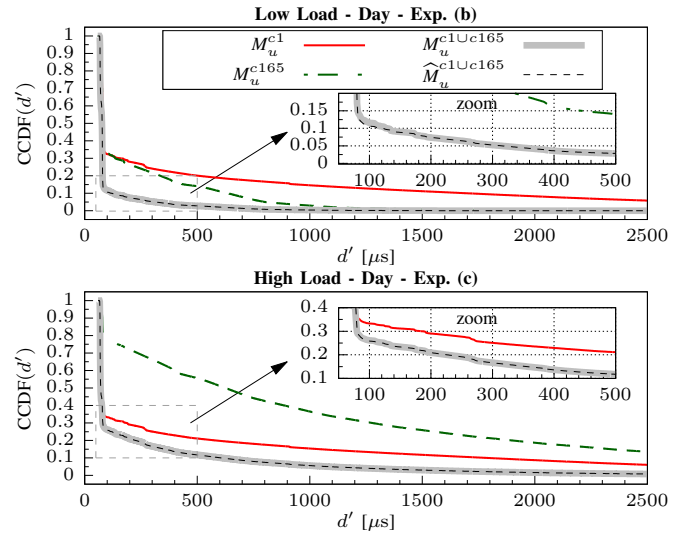 Low Load - Day - Exp. (b)
M_u^{c1}
M_u^{c165}
M_u^{c1∪c165}
\widehat{M}_u^{c1∪c165}
CCDF(d′)
1
0.9
0.8
0.7
0.6
0.5
0.4
0.3
0.2
0.1
0
zoom
0.15
0.1
0.05
0
100 200 300 400 500
0 500 1000 1500 2000 2500
d′ [μs]
High Load - Day - Exp. (c)
CCDF(d′)
1
0.9
0.8
0.7
0.6
0.5
0.4
0.3
0.2
0.1
0
zoom
0.4
0.3
0.2
0.1
100 200 300 400 500
0 500 1000 1500 2000 2500
d′ [μs]